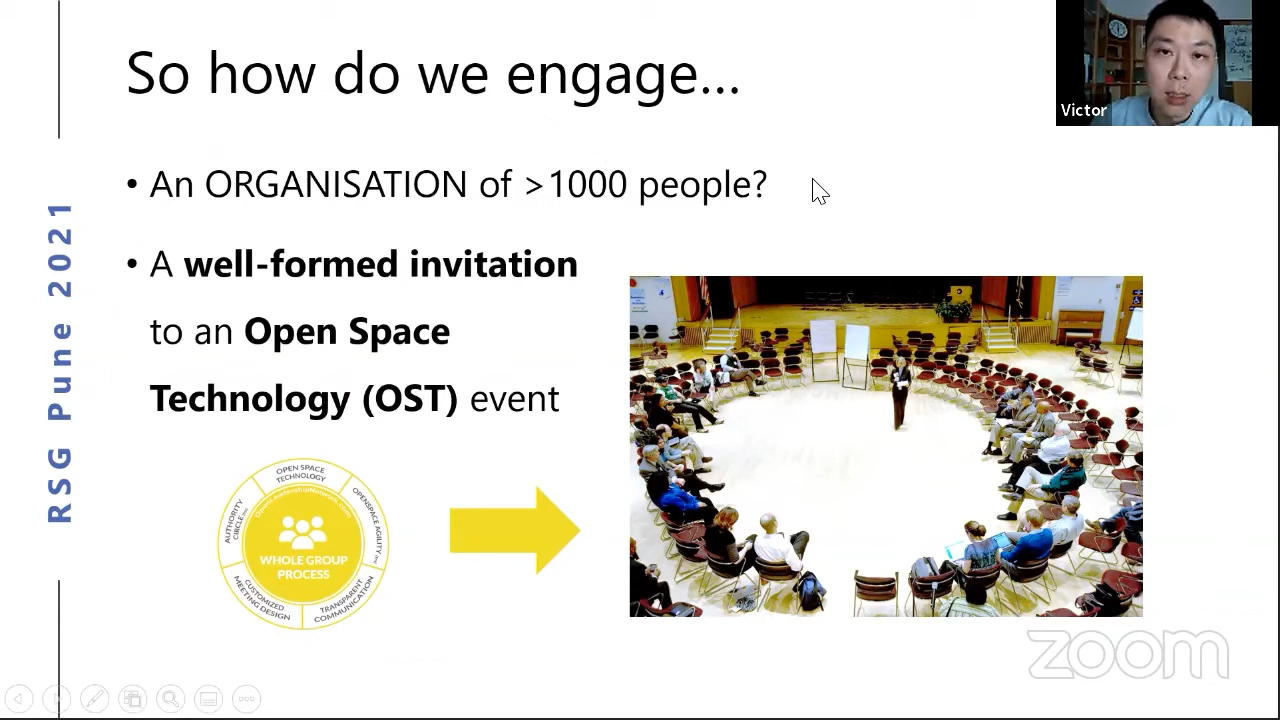 So how do we engage...
Victor
• An ORGANISATION of >1000 people?
• A well-formed invitation
to an Open Space
Technology (OST) event
RSG Pune 2021
OPEN SPACE
TECHNOLOGY
OPENSPACE AGILITY
TRANSPARENT
COMMUNICATION
CUSTOMIZED
MEETING DESIGN
AUTHORITY
CIRCLE
WHOLE GROUP
PROCESS
zoom